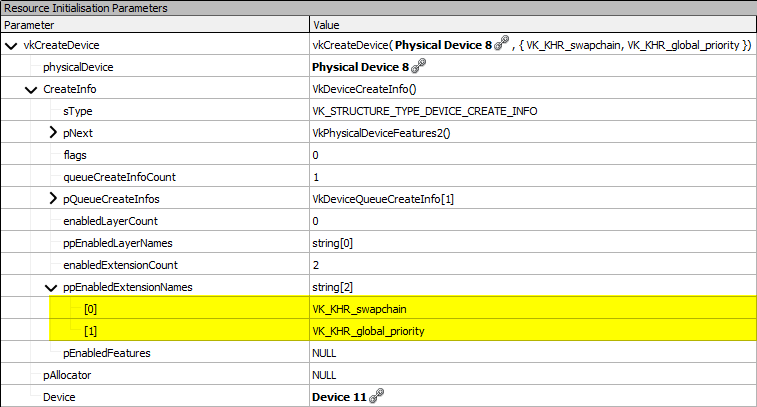 Resource Initialisation Parameters
Parameter Value
vkCreateDevice vkCreateDevice( Physical Device 8 , { VK_KHR_swapchain, VK_KHR_global_priority })
physicalDevice Physical Device 8
CreateInfo VkDeviceCreateInfo()
sType VK_STRUCTURE_TYPE_DEVICE_CREATE_INFO
pNext VkPhysicalDeviceFeatures2()
flags 0
queueCreateInfoCount 1
pQueueCreateInfos VkDeviceQueueCreateInfo[1]
enabledLayerCount 0
ppEnabledLayerNames string[0]
enabledExtensionCount 2
ppEnabledExtensionNames string[2]
[0] VK_KHR_swapchain
[1] VK_KHR_global_priority
pEnabledFeatures NULL
pAllocator NULL
Device Device 11